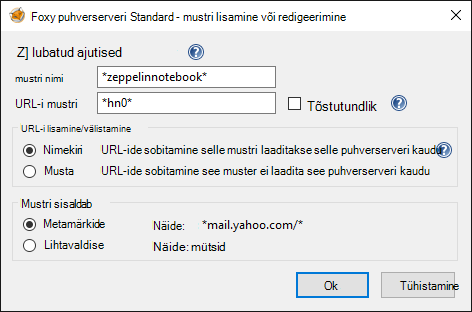 Foxy puhverserveri Standard - mustri lisamine või redigeerimine
Z] lubatud ajutised
mustri nimi *zeppelinnotebook*
URL-i mustri *hn0* Tõstutundlik
URL-i lisamine/välistamine
Nimekiri URL-ide sobitamine selle mustri laaditakse selle puhverserveri kaudu
Musta URL-ide sobitamine see muster ei laadita see puhverserveri kaudu
Mustri sisaldab
Metamärkide Näide: *mail.yahoo.com/*
Lihtavaldise Näide: mütsid
Ok Tühistamine